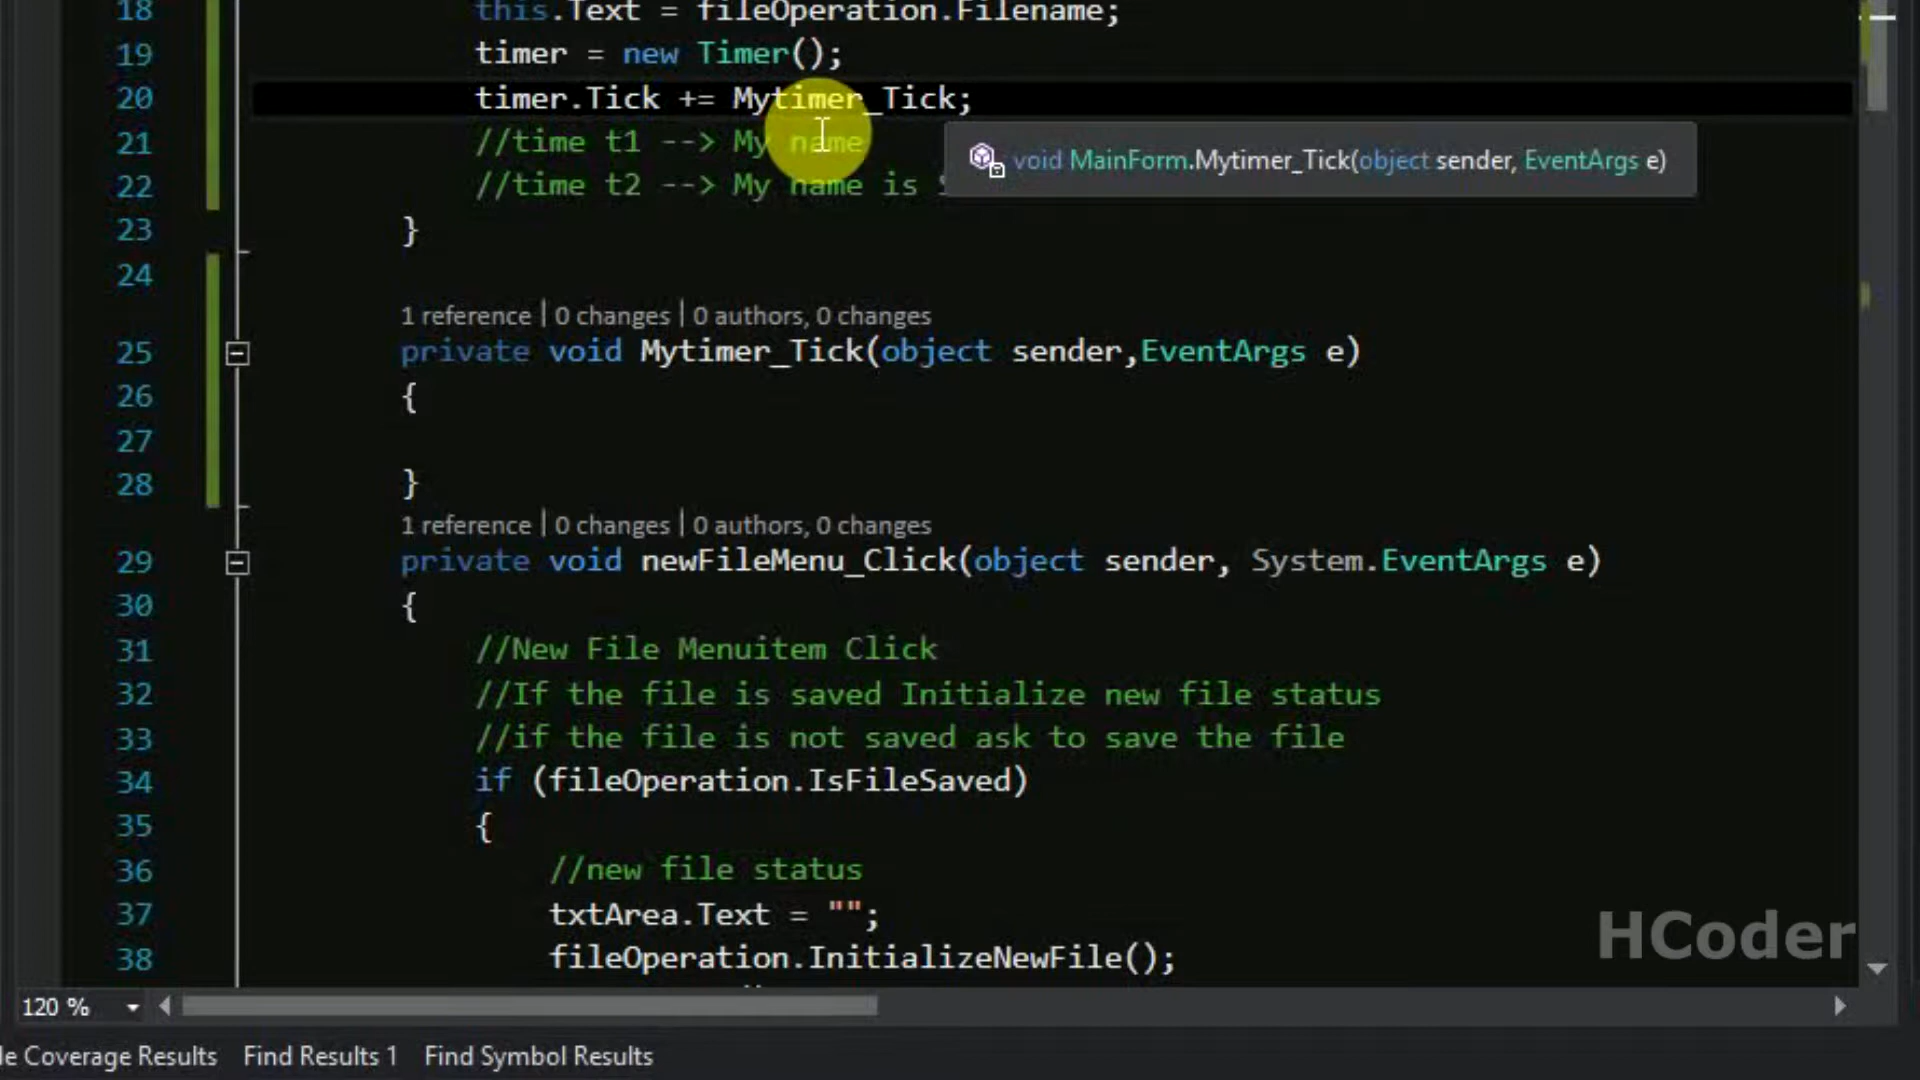 18 this.Text = fileOperation.Filename;
19 timer = new Timer();
20 timer.Tick += Mytimer_Tick;
21 //time t1 --> My name
void MainForm.Mytimer_Tick(object sender, EventArgs e)
22 //time t2 --> My name is
23 }
24
1 reference | 0 changes | 0 authors, 0 changes
25 private void Mytimer_Tick(object sender,EventArgs e)
26 {
27
28 }
1 reference | 0 changes | 0 authors, 0 changes
29 private void newFileMenu_Click(object sender, System.EventArgs e)
30 {
31 //New File Menuitem Click
32 //If the file is saved Initialize new file status
33 //if the file is not saved ask to save the file
34 if (fileOperation.IsFileSaved)
35 {
36 //new file status
37 txtArea.Text = "";
38 fileOperation.InitializeNewFile();
HCoder
120 %
le Coverage Results Find Results 1 Find Symbol Results